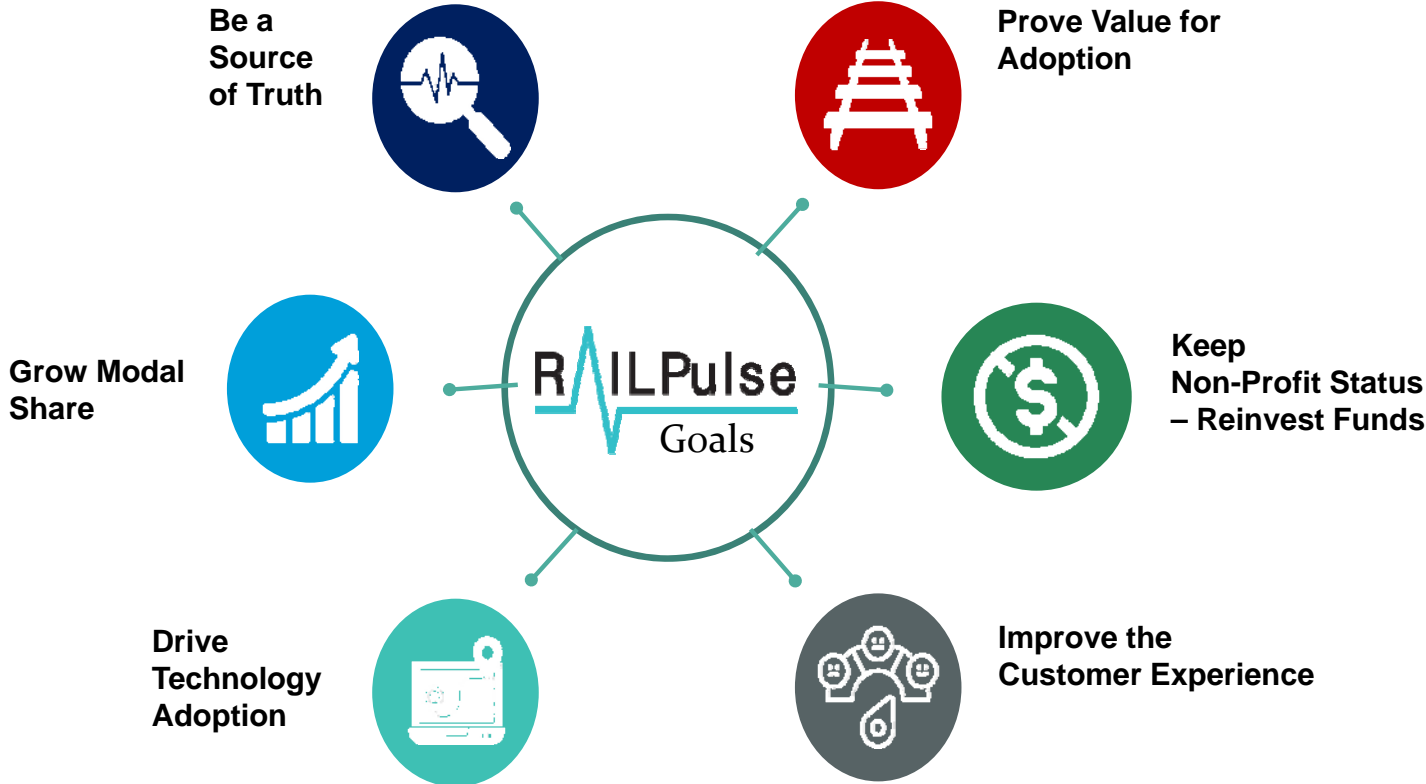 Be a
Source
of Truth
Prove Value for
Adoption
Grow Modal
Share
RAILPulse
Goals
Keep
Non-Profit Status
– Reinvest Funds
Drive
Technology
Adoption
Improve the
Customer Experience
$